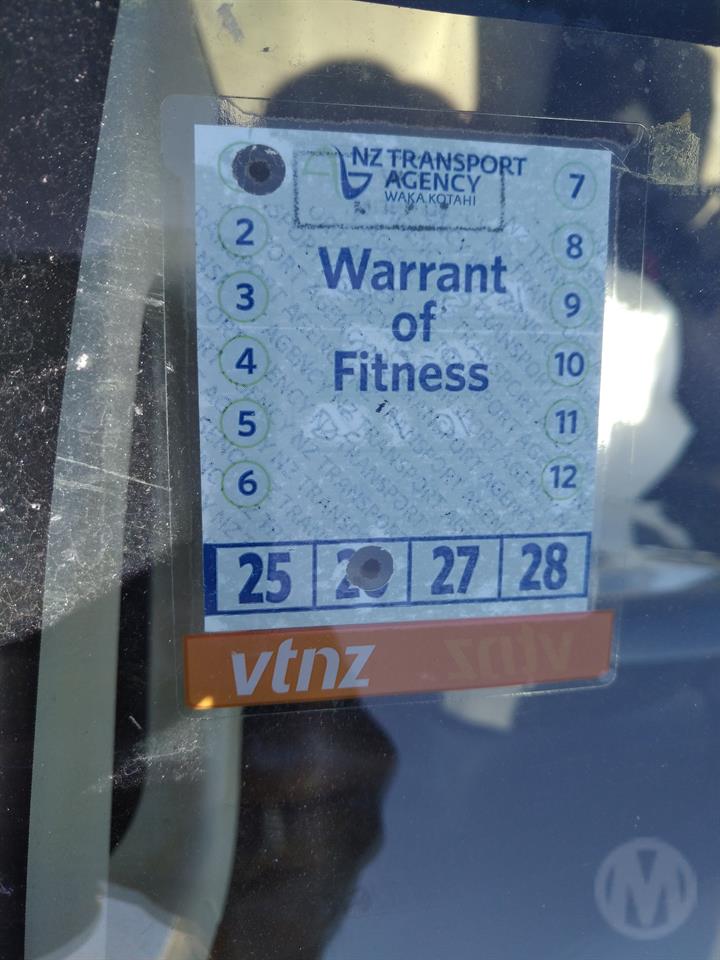 NZ TRANSPORT
AGENCY
WAKA KOTAHI
Warrant
of
Fitness
2
3
4
5
6
7
8
9
10
11
12
25
27
28
vtnz
M